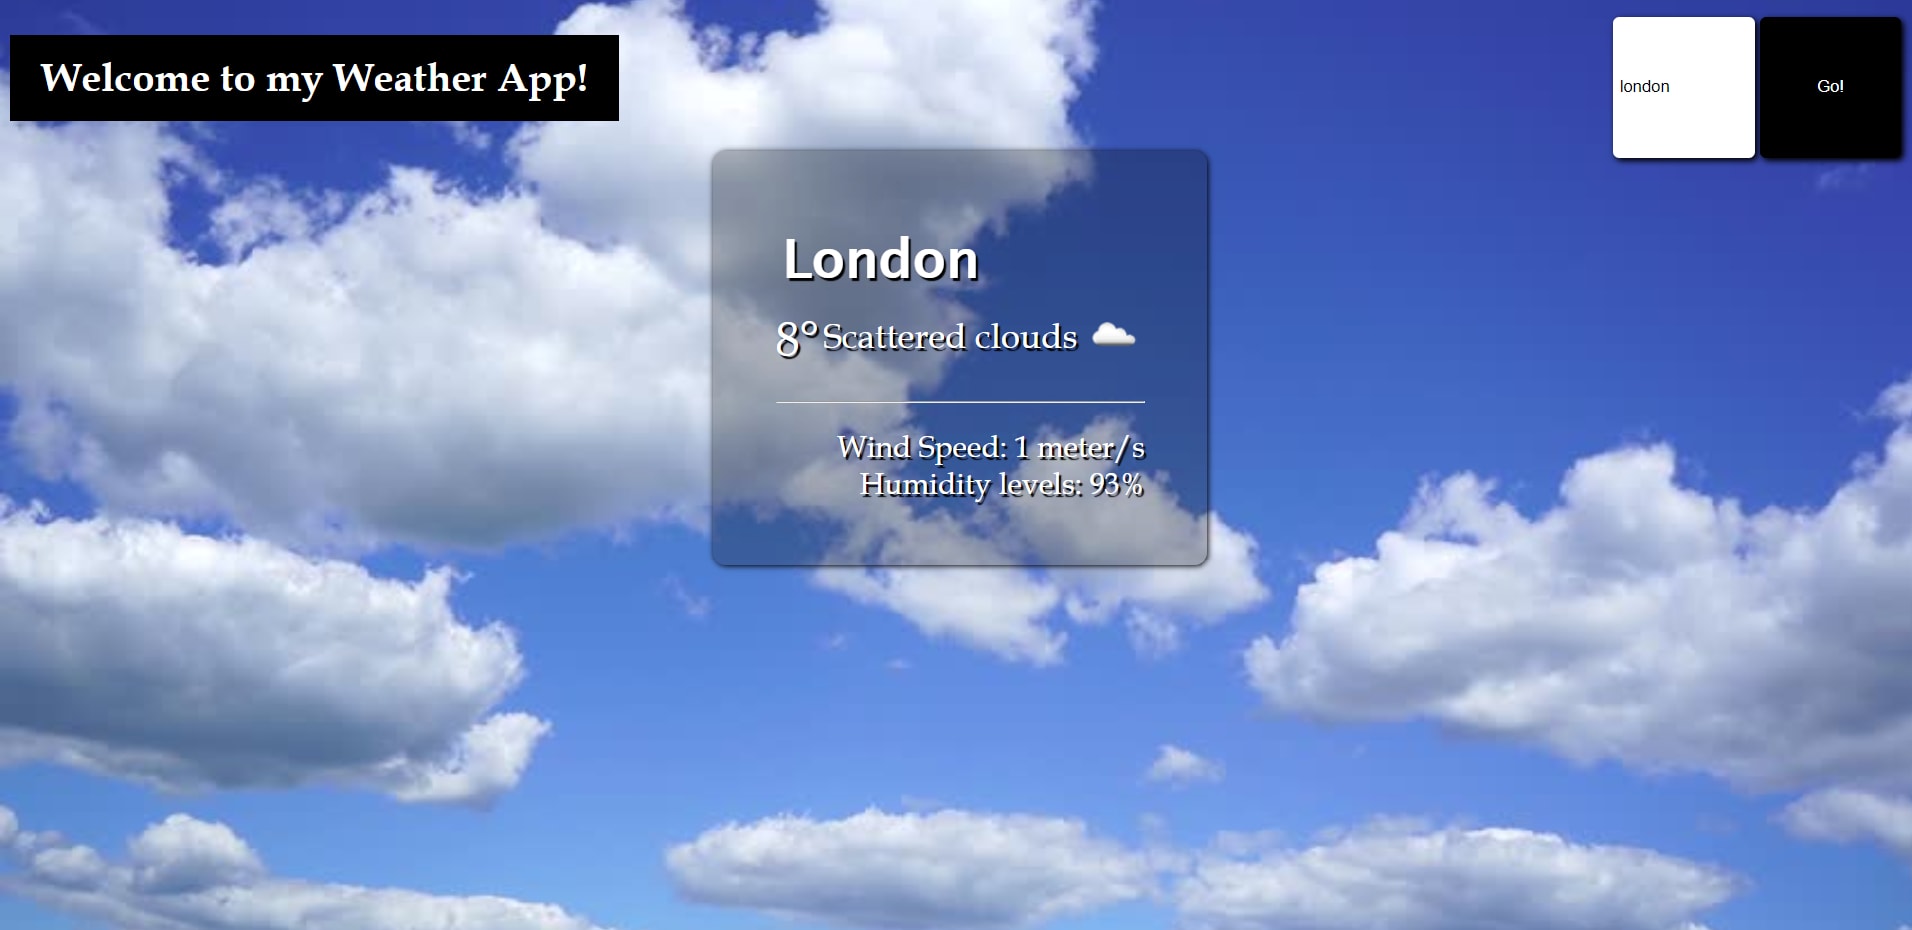 Welcome to my Weather App!
london
Go!
London
8° Scattered clouds
Wind Speed: 1 meter/s
Humidity levels: 93%